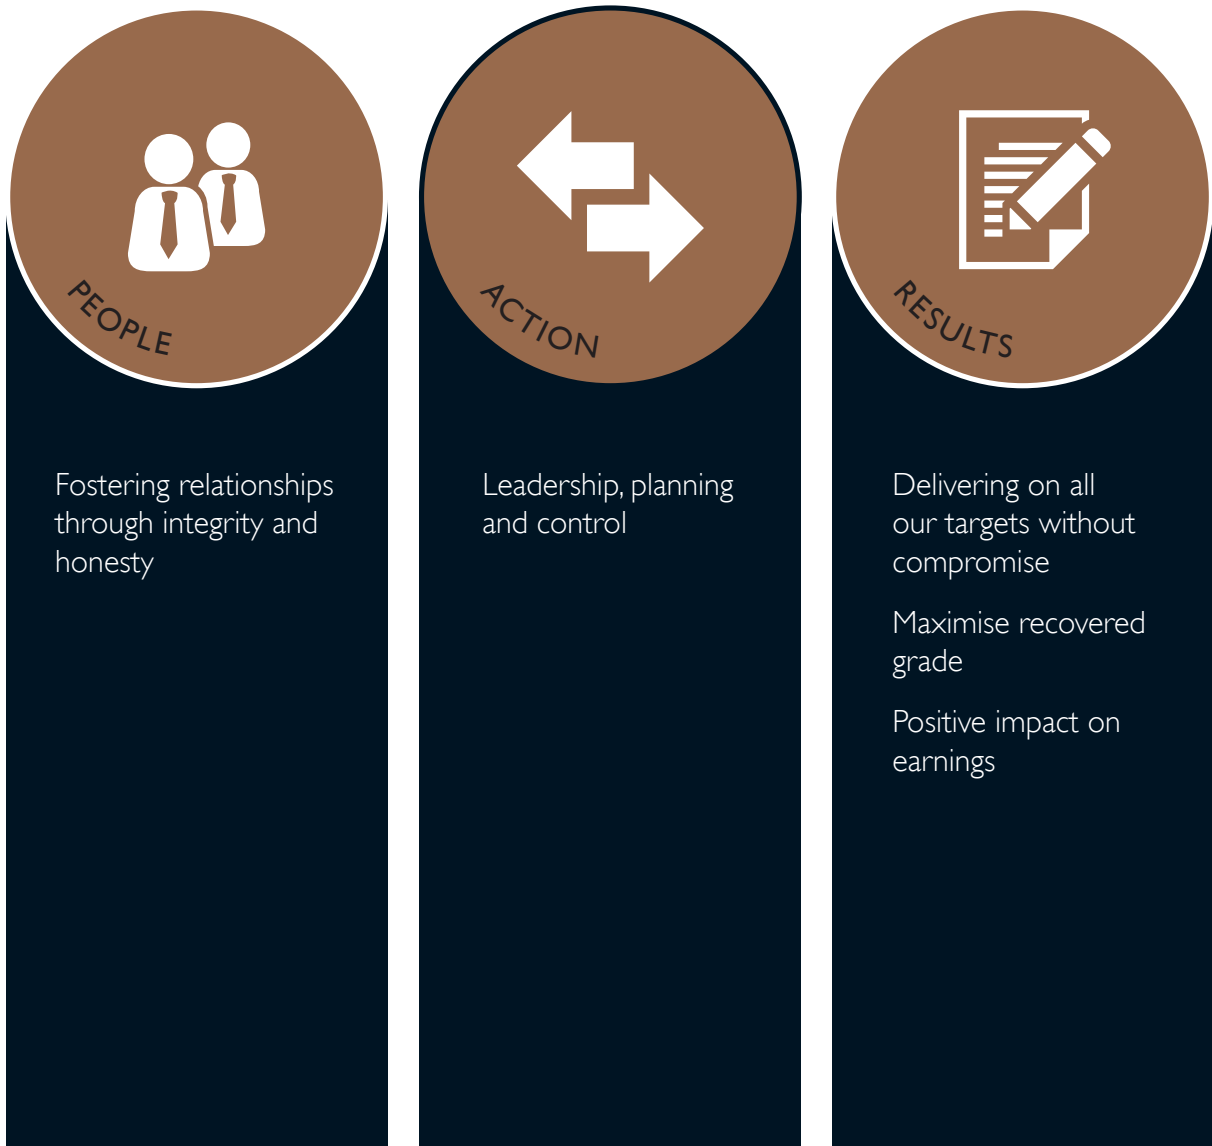 PEOPLE
Fostering relationships
through integrity and
honesty
ACTION
Leadership, planning
and control
RESULTS
Delivering on all
our targets without
compromise
Maximise recovered
grade
Positive impact on
earnings